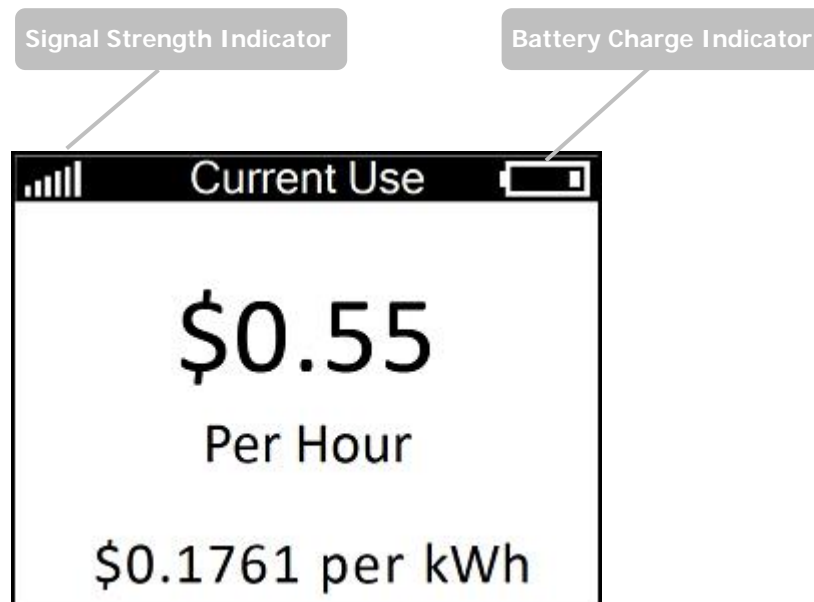 Signal Strength Indicator
Battery Charge Indicator
Current Use
$0.55
Per Hour
$0.1761 per kWh